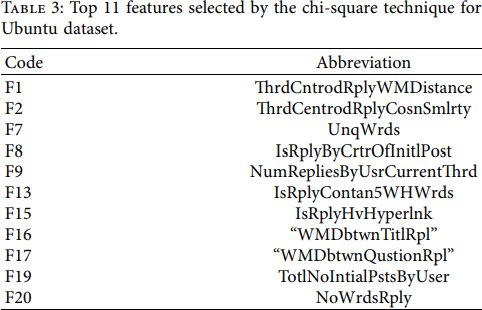 TABLE 3: Top 11 features selected by the chi-square technique for
Ubuntu dataset.
Code Abbreviation
F1 ThrdCntrodRplyWMDistance
F2 ThrdCentrodRplyCosnSmlrty
F7 UnqWrds
F8 IsRplyByCrtrOfInitlPost
F9 NumRepliesByUsrCurrentThrd
F13 IsRplyContan5WHWrds
F15 IsRplyHvHyperlnk
F16 “WMDbtwnTitlRpl”
F17 “WMDbtwnQustionRpl”
F19 TotlNoIntialPstsByUser
F20 NoWrdsRply